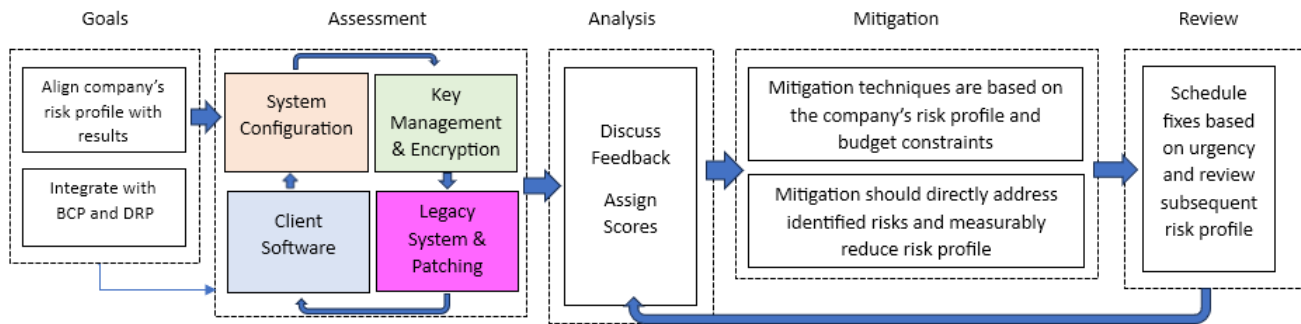 Goals
Assessment
Analysis
Mitigation
Review
Align company's
risk profile with
results
Integrate with
BCP and DRP
System
Configuration
Key
Management
& Encryption
Client
Software
Legacy
System &
Patching
Discuss
Feedback
Assign
Scores
Mitigation techniques are based on
the company's risk profile and
budget constraints
Mitigation should directly address
identified risks and measurably
reduce risk profile
Schedule
fixes based
on urgency
and review
subsequent
risk profile